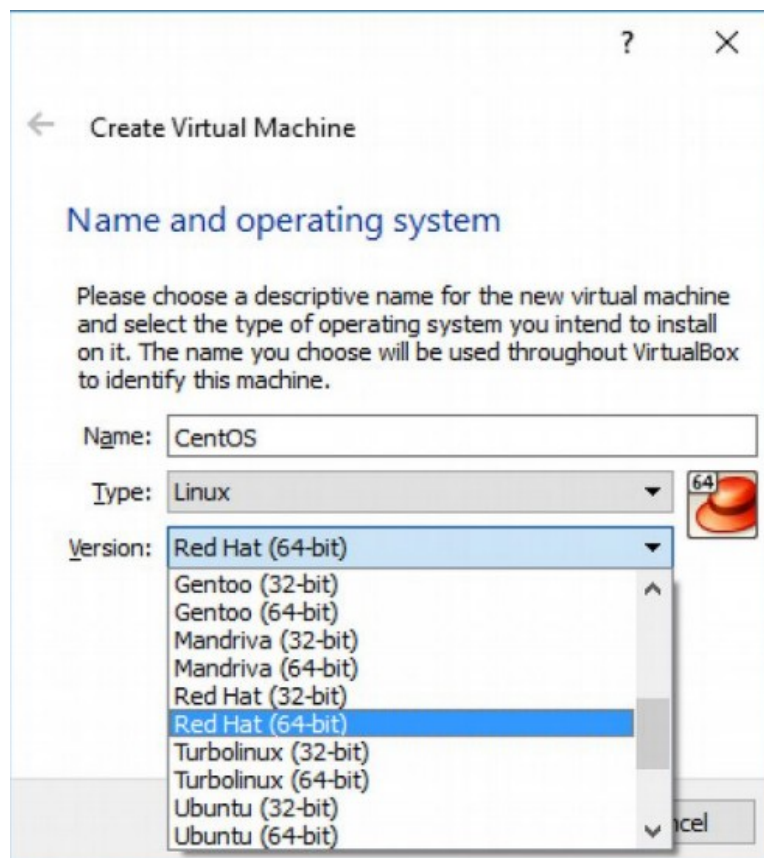 ?
Create Virtual Machine
Name and operating system
Please choose a descriptive name for the new virtual machine
and select the type of operating system you intend to install
on it. The name you choose will be used throughout VirtualBox
to identify this machine.
Name: CentOS
Type: Linux
64
Version: Red Hat (64-bit)
Gentoo (32-bit)
Gentoo (64-bit)
Mandriva (32-bit)
Mandriva (64-bit)
Red Hat (32-bit)
Red Hat (64-bit)
Turbolinux (32-bit)
Turbolinux (64-bit)
Ubuntu (32-bit)
Ubuntu (64-bit)
ncel